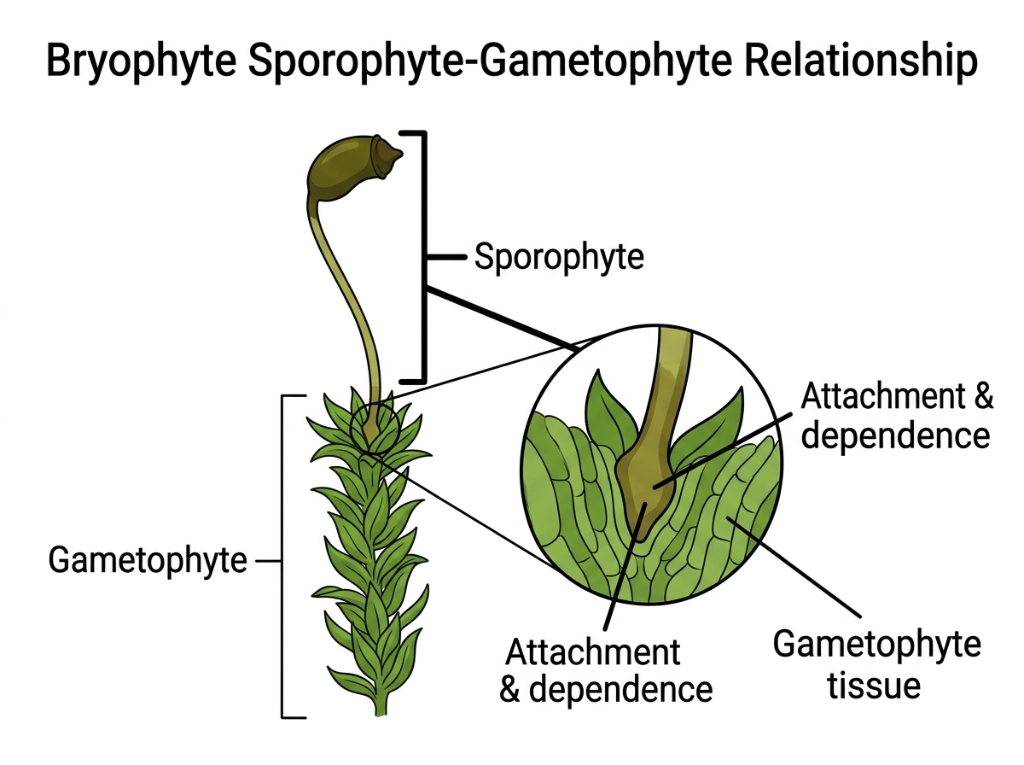 Bryophyte Sporophyte-Gametophyte Relationship
Sporophyte
Attachment &
dependence
Gametophyte
Attachment
& dependence
Gametophyte
tissue